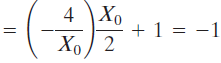 = (-4/X₀) X₀/2 + 1 = -1